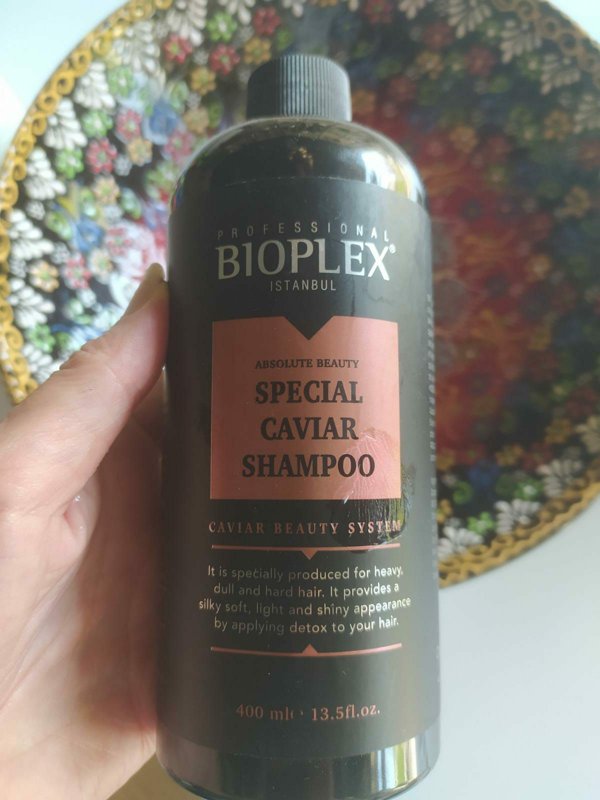 PROFESSIONAL
BIOPLEX®
ISTANBUL
ABSOLUTE BEAUTY
SPECIAL
CAVIAR
SHAMPOO
CAVIAR BEAUTY SYSTEM
It is specially produced for heavy,
dull and hard hair. It provides a
silky soft, light and shiny appearance
by applying detox to your hair.
400 ml℮ · 13.5fl.oz.